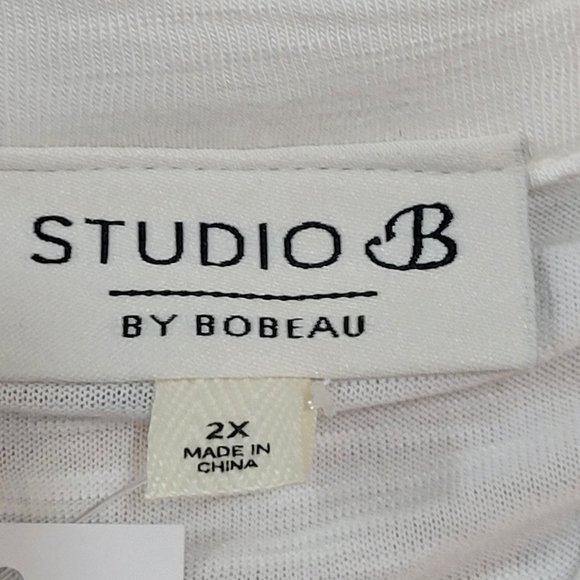 STUDIO B
BY BOBEAU
2X
MADE IN
CHINA